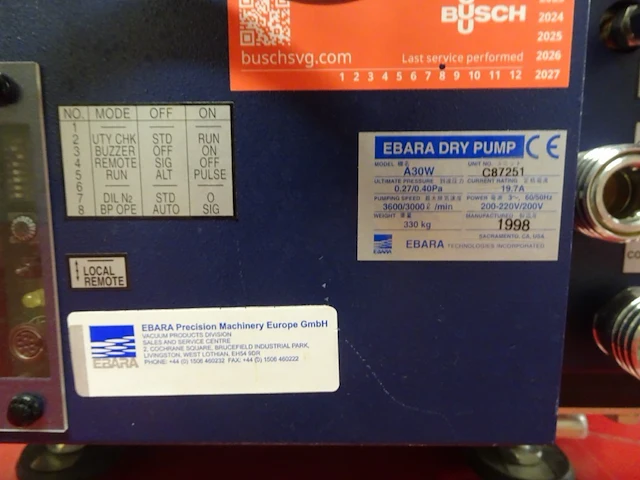 BUSCH
2024
2025
buschsvg.com
Last service performed 2026
1 2 3 4 5 6 7 8 9 10 11 12 2027
NO. MODE OFF ON
1 — — —
2 UTY CHK STD RUN
3 BUZZER OFF ON
4 REMOTE SIG OFF
5 RUN ALT PULSE
6 — — —
7 DIL N2 STD O
8 BP OPE AUTO SIG
LOCAL
REMOTE
EBARA DRY PUMP CE
MODEL UNIT NO.
A30W C87251
ULTIMATE PRESSURE CURRENT RATING
0.27/0.40Pa 19.7A
PUMPING SPEED POWER 3~, 50/60Hz
3600/3000ℓ/min 200-220V/200V
WEIGHT MANUFACTURED
330 kg 1998
SACRAMENTO, CA, USA
EBARA EBARA TECHNOLOGIES INCORPORATED
EBARA Precision Machinery Europe GmbH
VACUUM PRODUCTS DIVISION
SALES AND SERVICE CENTRE
2, COCHRANE SQUARE, BRUCEFIELD INDUSTRIAL PARK,
LIVINGSTON, WEST LOTHIAN, EH54 9DR
PHONE: +44 (0) 1506 460232 FAX: +44 (0) 1506 460222
EBARA